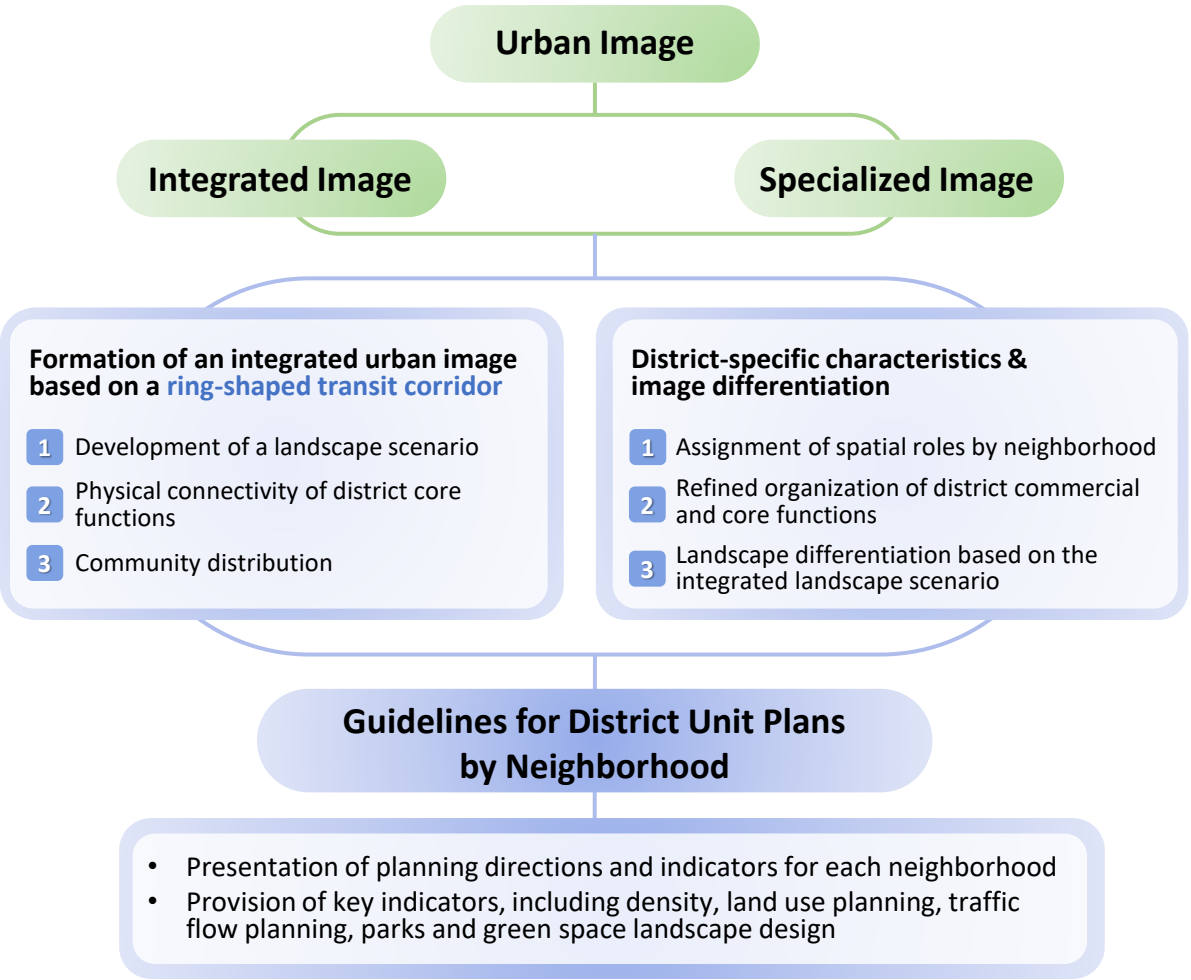 Urban Image
Integrated Image
Specialized Image
Formation of an integrated urban image
based on a ring-shaped transit corridor
1 Development of a landscape scenario
2 Physical connectivity of district core
functions
3 Community distribution
District-specific characteristics &
image differentiation
1 Assignment of spatial roles by neighborhood
2 Refined organization of district commercial
and core functions
3 Landscape differentiation based on the
integrated landscape scenario
Guidelines for District Unit Plans
by Neighborhood
• Presentation of planning directions and indicators for each neighborhood
• Provision of key indicators, including density, land use planning, traffic
flow planning, parks and green space landscape design